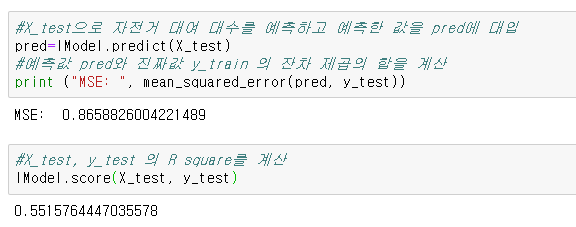 #X_test으로 자전거 대여 대수를 예측하고 예측한 값을 pred에 대입
pred=lModel.predict(X_test)
#예측값 pred와 진짜값 y_train 의 잔차 제곱의 합을 계산
print ("MSE: ", mean_squared_error(pred, y_test))
MSE:  0.8658826004221489
#X_test, y_test 의 R square를 계산
lModel.score(X_test, y_test)
0.5515764447035578